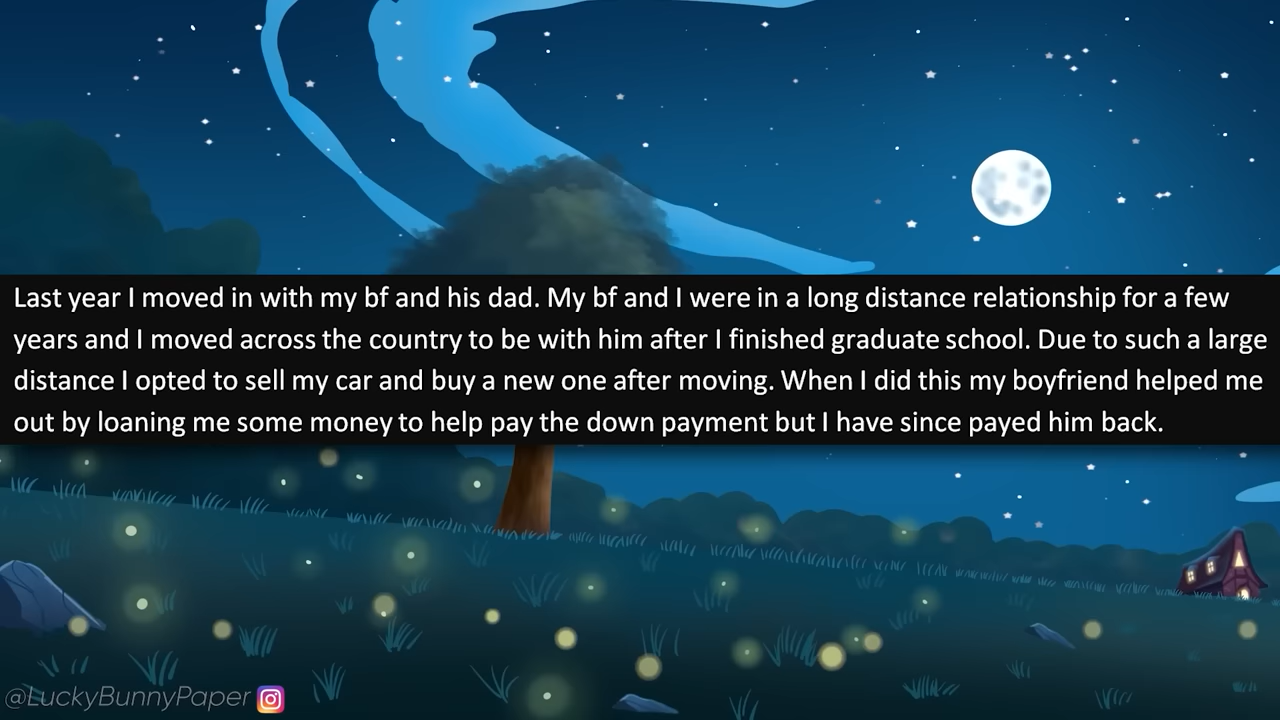 Last year I moved in with my bf and his dad. My bf and I were in a long distance relationship for a few
years and I moved across the country to be with him after I finished graduate school. Due to such a large
distance I opted to sell my car and buy a new one after moving. When I did this my boyfriend helped me
out by loaning me some money to help pay the down payment but I have since payed him back.
@LuckyBunnyPaper